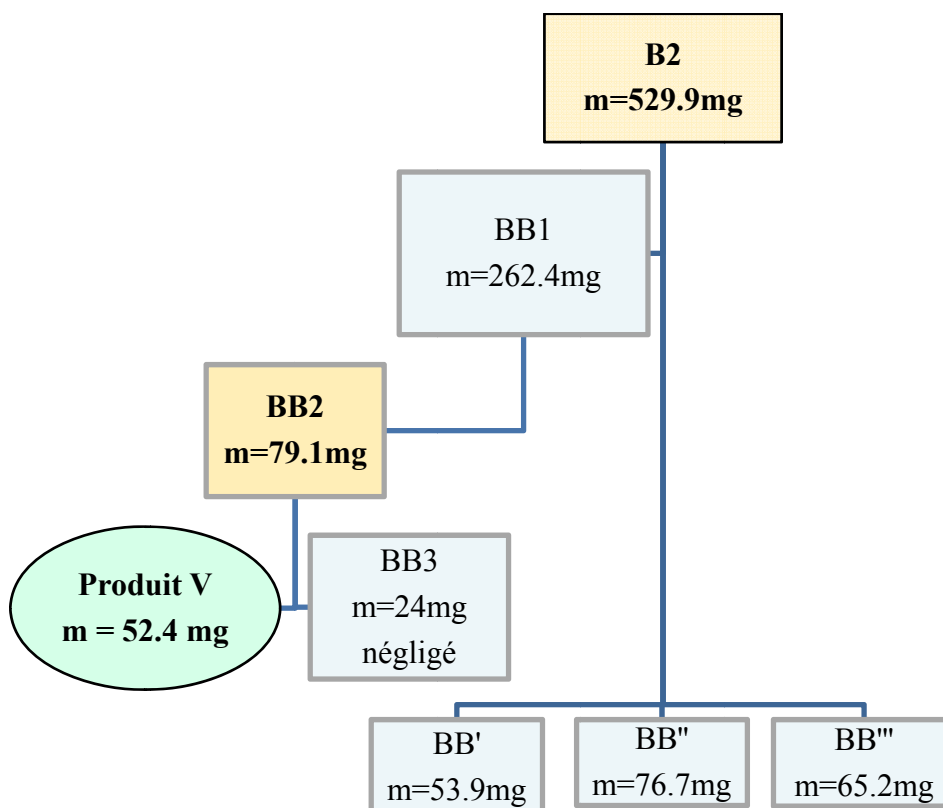 B2
m=529.9mg
BB1
m=262.4mg
BB2
m=79.1mg
Produit V
m = 52.4 mg
BB3
m=24mg
négligé
BB'
m=53.9mg
BB"
m=76.7mg
BB'''
m=65.2mg